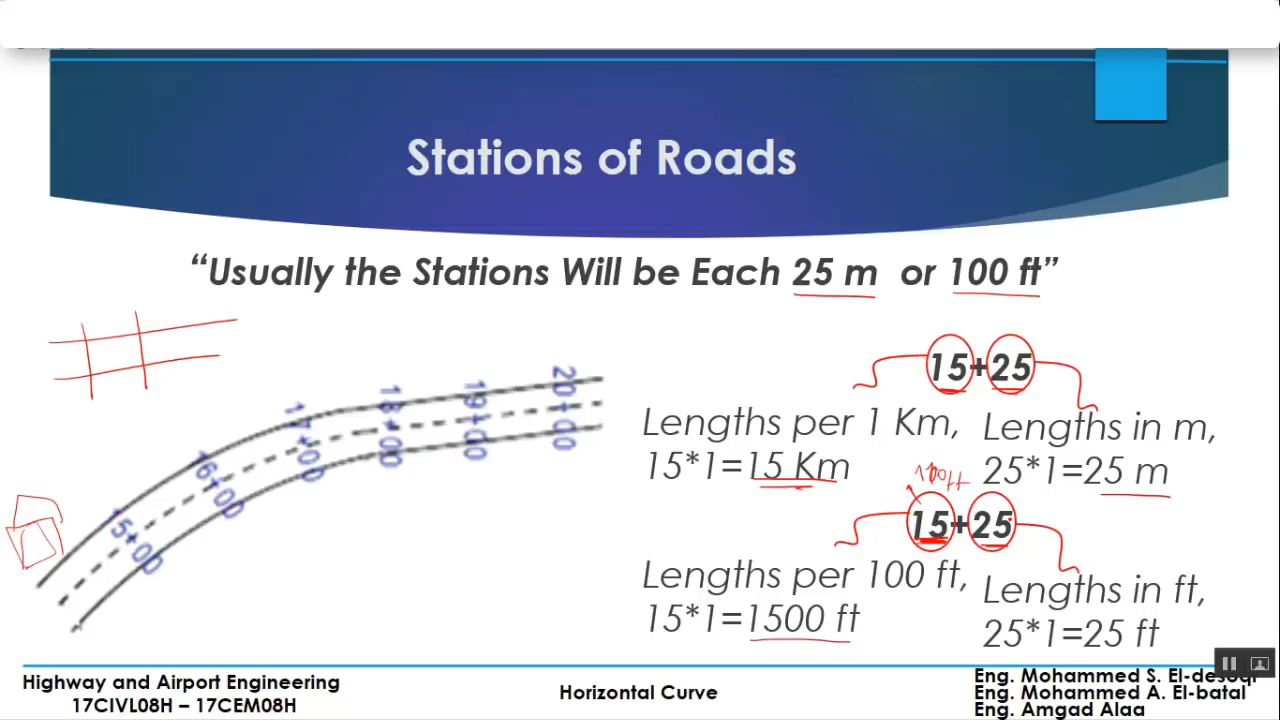 Stations of Roads
“Usually the Stations Will be Each 25 m or 100 ft”
15+25
Lengths per 1 Km,
15*1=15 Km
Lengths in m,
25*1=25 m
100ft
15+25
Lengths per 100 ft,
15*1=1500 ft
Lengths in ft,
25*1=25 ft
15+00
16+00
17+00
18+00
19+00
20+00
Highway and Airport Engineering
17CIVL08H – 17CEM08H
Horizontal Curve
Eng. Mohammed S. El-desuqi
Eng. Mohammed A. El-batal
Eng. Amgad Alaa